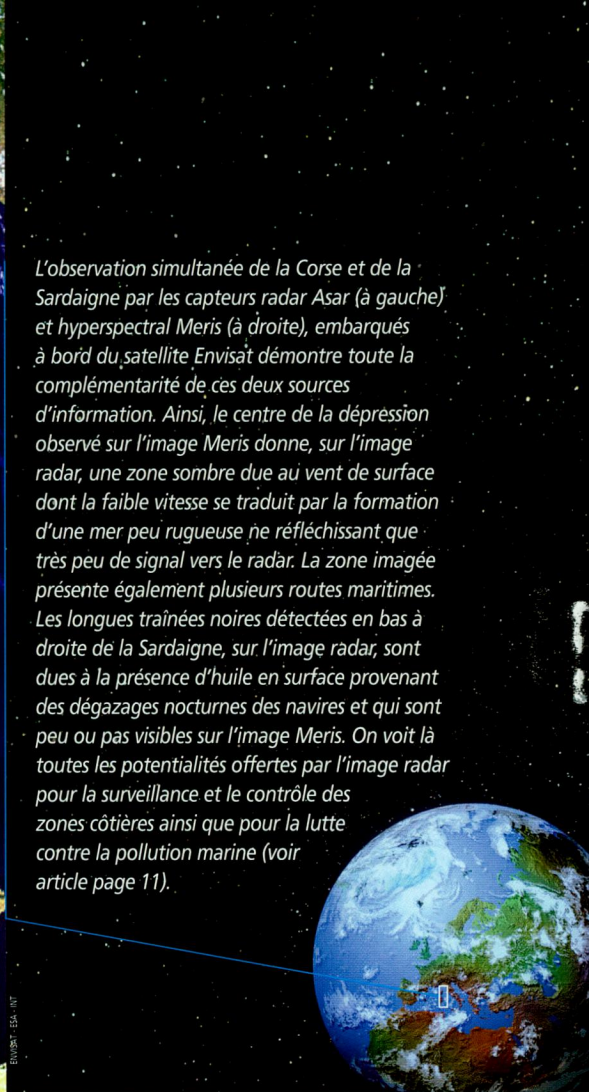 L'observation simultanée de la Corse et de la
Sardaigne par les capteurs radar Asar (à gauche)
et hyperspectral Meris (à droite), embarqués
à bord du satellite Envisat démontre toute la
complémentarité de ces deux sources
d'information. Ainsi, le centre de la dépression
observé sur l'image Meris donne, sur l'image
radar, une zone sombre due au vent de surface
dont la faible vitesse se traduit par la formation
d'une mer peu rugueuse ne réfléchissant que
très peu de signal vers le radar. La zone imagée
présente également plusieurs routes maritimes.
Les longues traînées noires détectées en bas à
droite de la Sardaigne, sur l'image radar, sont
dues à la présence d'huile en surface provenant
des dégazages nocturnes des navires et qui sont
peu ou pas visibles sur l'image Meris. On voit là
toutes les potentialités offertes par l'image radar
pour la surveillance et le contrôle des
zones côtières ainsi que pour la lutte
contre la pollution marine (voir
article page 11).
ENVISAT - ESA - INT